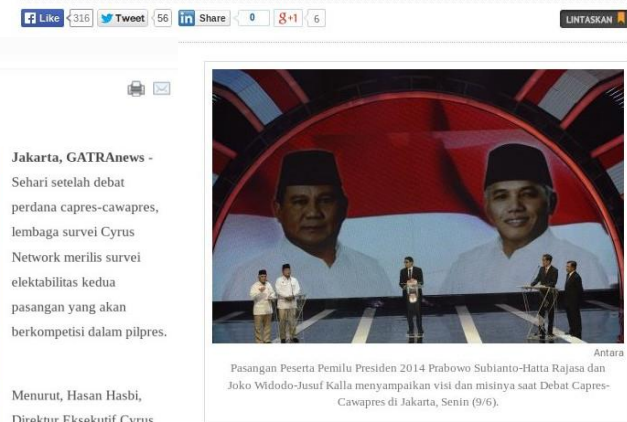 Like 316 Tweet 56 Share 0 +1 6
LINTASKAN
Jakarta, GATRAnews -
Sehari setelah debat
perdana capres-cawapres,
lembaga survei Cyrus
Network merilis survei
elektabilitas kedua
pasangan yang akan
berkompetisi dalam pilpres.
Menurut, Hasan Hasbi,
Direktur Eksekutif Cyrus
Antara
Pasangan Peserta Pemilu Presiden 2014 Prabowo Subianto-Hatta Rajasa dan
Joko Widodo-Jusuf Kalla menyampaikan visi dan misinya saat Debat Capres-
Cawapres di Jakarta, Senin (9/6).